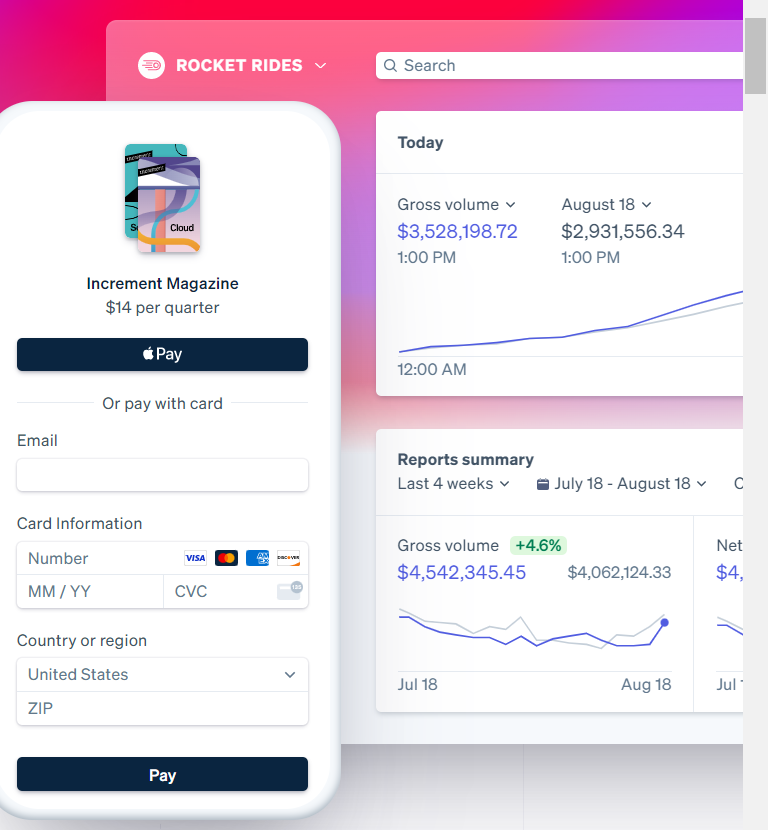 ROCKET RIDES
Search
increment
increment
Cloud
Increment Magazine
$14 per quarter
Pay
Or pay with card
Email
Card Information
Number
VISA
DISCOVER
MM / YY
CVC
Country or region
United States
ZIP
Pay
Today
Gross volume
August 18
$3,528,198.72
$2,931,556.34
1:00 PM
1:00 PM
12:00 AM
Reports summary
Last 4 weeks
July 18 - August 18
Gross volume
+4.6%
$4,542,345.45
$4,062,124.33
Jul 18
Aug 18
Net
$4,
Jul